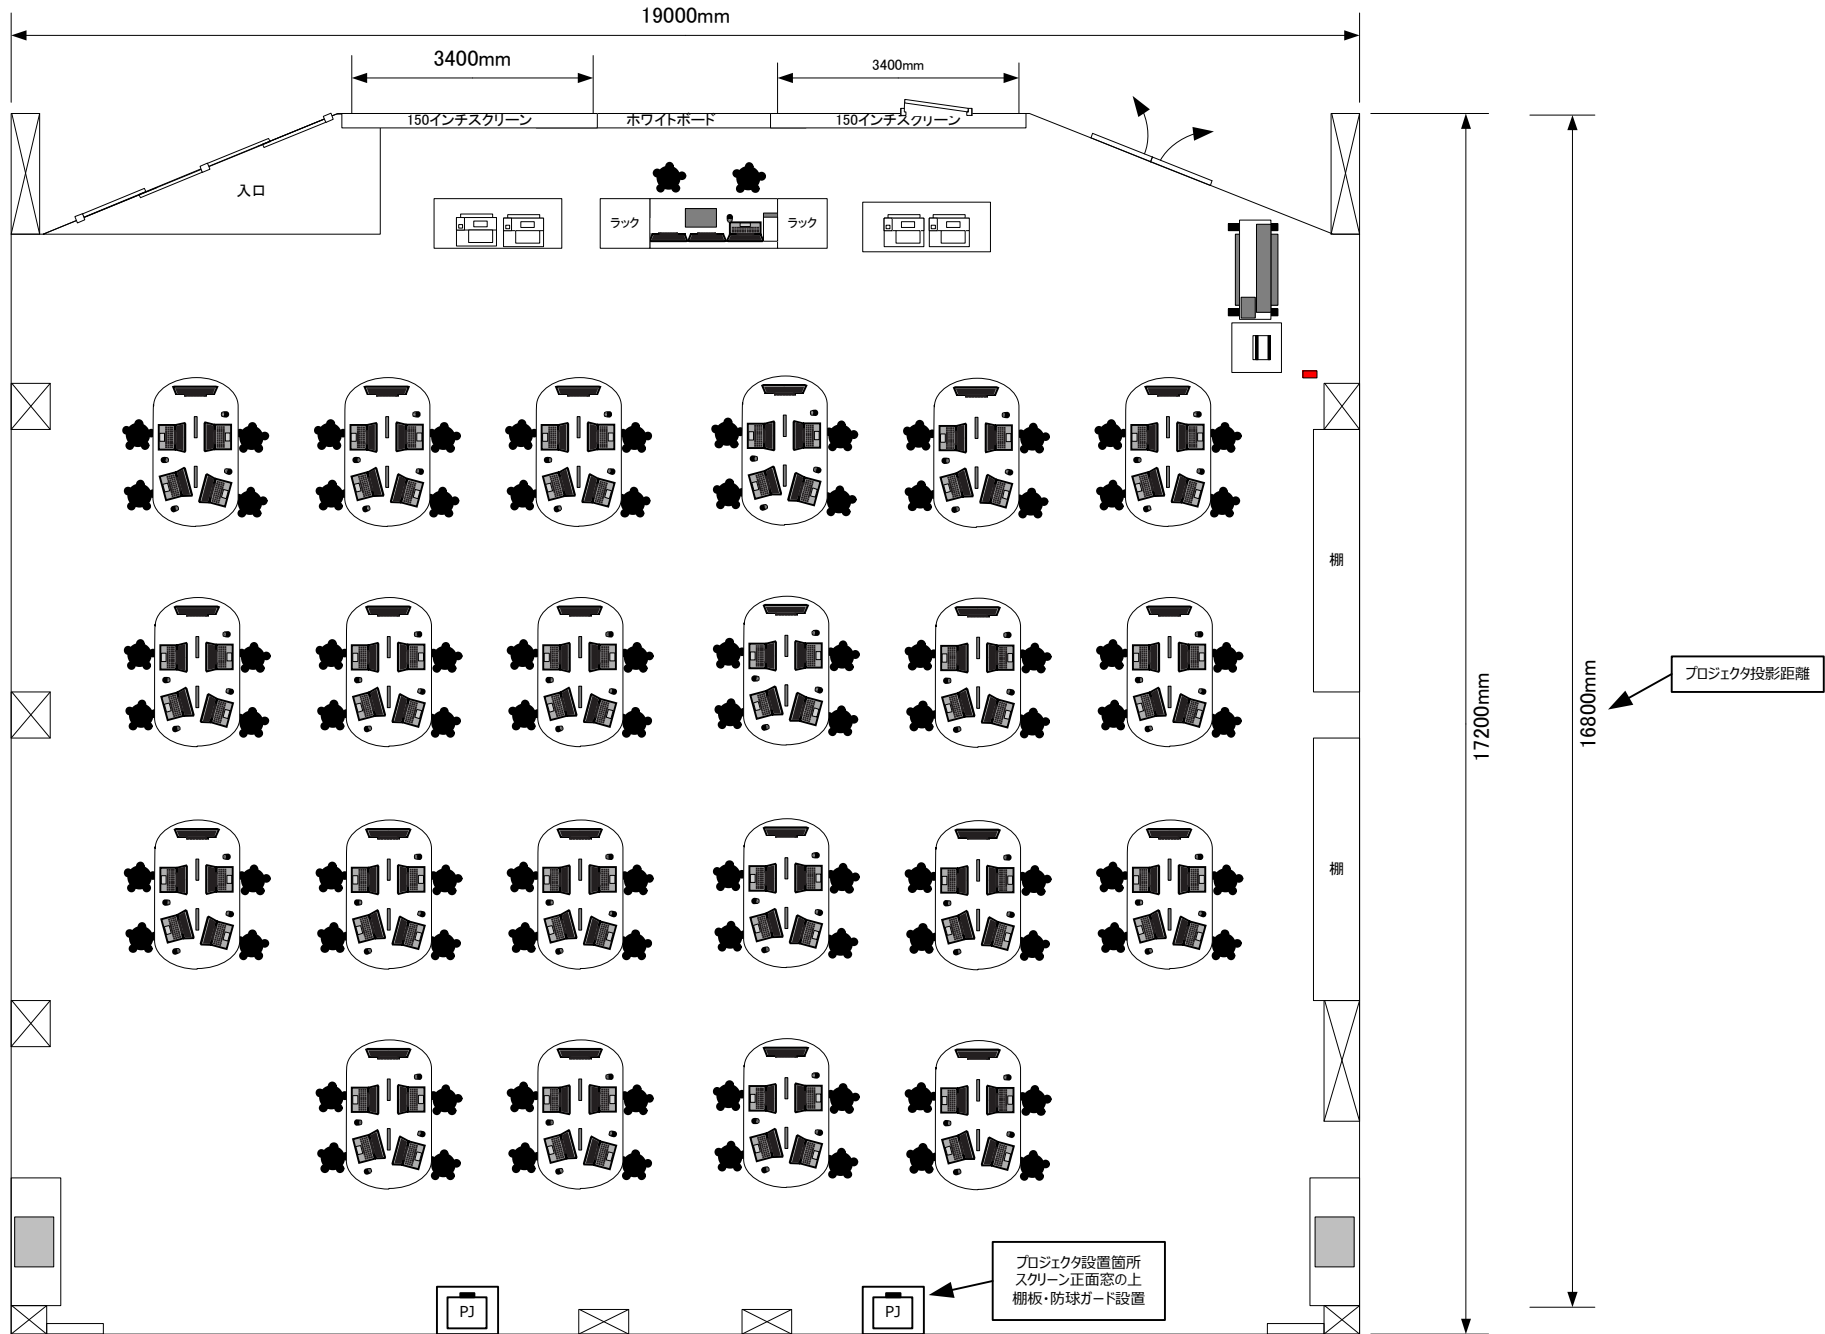 19000mm
3400mm
3400mm
150インチスクリーン
ホワイトボード
150インチスクリーン
入口
ラック
ラック
棚
プロジェクタ投影距離
16800mm
17200mm
棚
プロジェクタ設置箇所
スクリーン正面窓の上
棚板・防球ガード設置
PJ
PJ